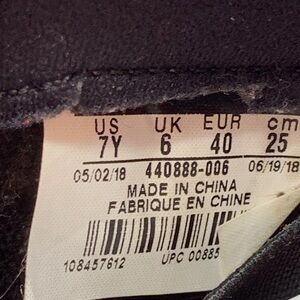 US UK EUR cm
7Y 6 40 25
05/02/18 440888-006 06/19/18
MADE IN CHINA
FABRIQUE EN CHINE
108457612 UPC 00885